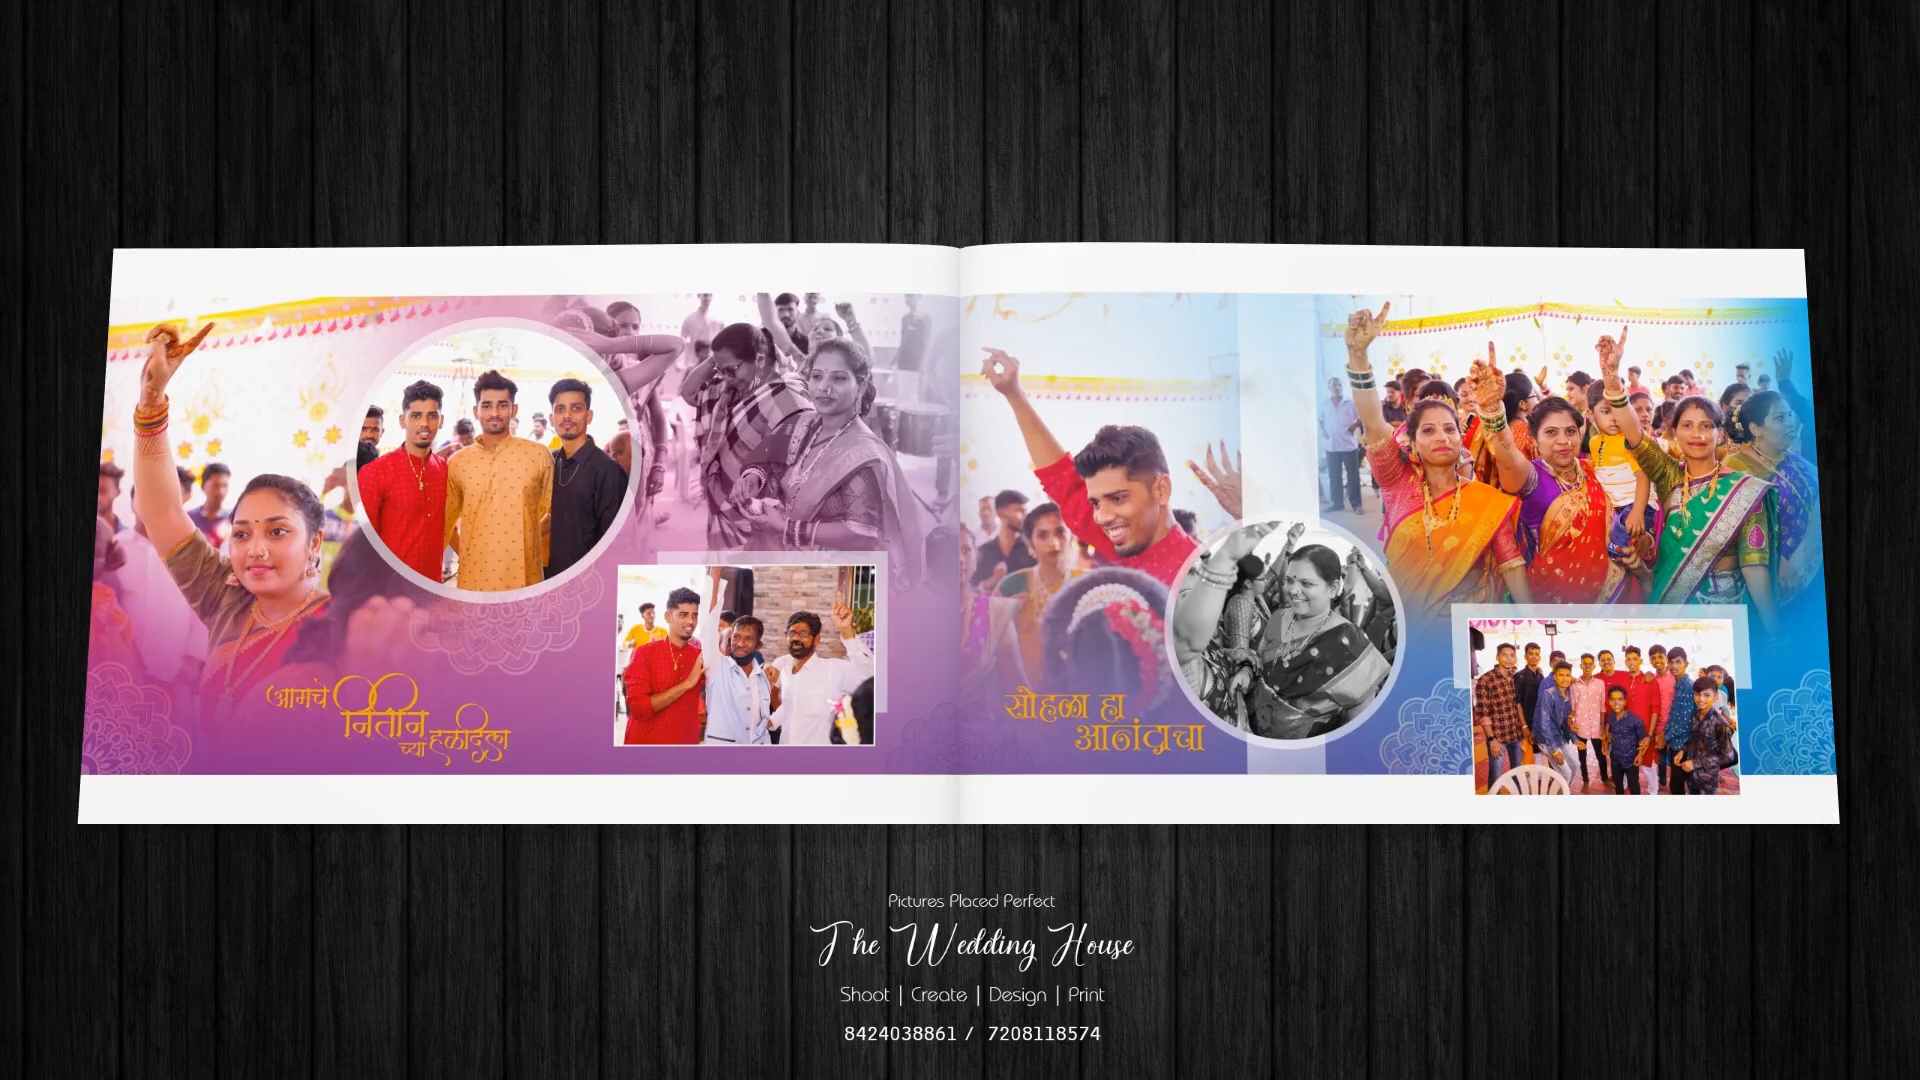 आमचे
नितीन
च्या हळदिला
सोहळा हा
आनंदाचा
Pictures Placed Perfect
The Wedding House
Shoot | Create | Design | Print
8424038861 / 7208118574